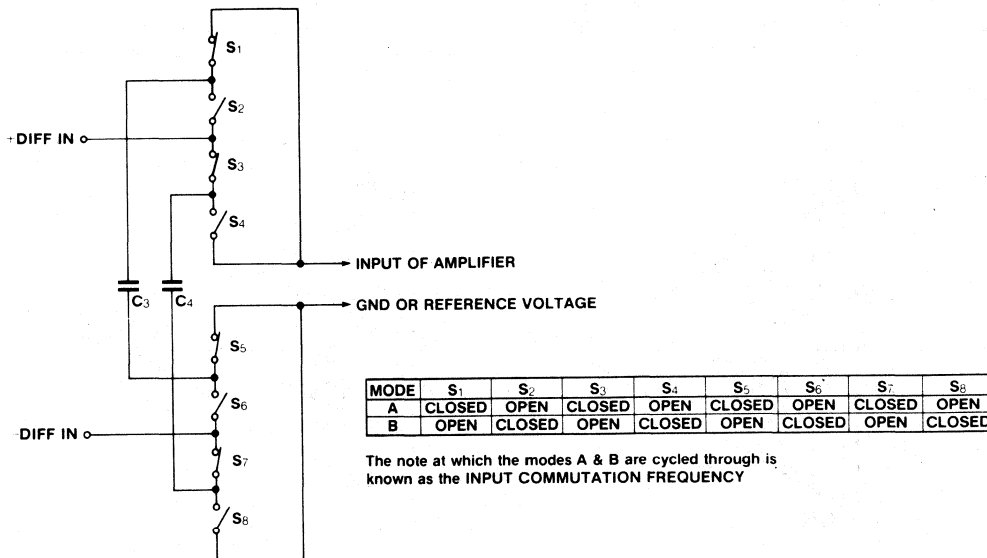 S1
S2
+DIFF IN
S3
S4
INPUT OF AMPLIFIER
C3
C4
GND OR REFERENCE VOLTAGE
S5
S6
-DIFF IN
S7
S8
MODE S1 S2 S3 S4 S5 S6 S7 S8
A CLOSED OPEN CLOSED OPEN CLOSED OPEN CLOSED OPEN
B OPEN CLOSED OPEN CLOSED OPEN CLOSED OPEN CLOSED
The note at which the modes A & B are cycled through is
known as the INPUT COMMUTATION FREQUENCY